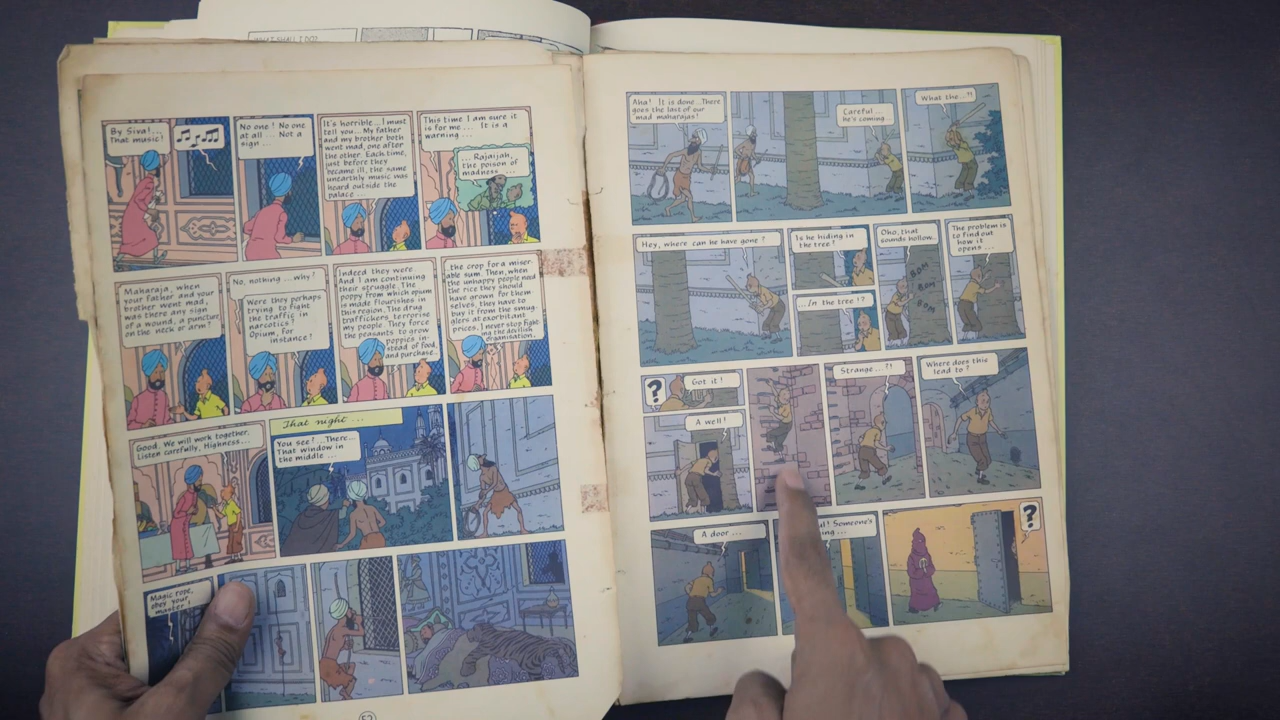 WHAT SHALL I DO?
By Siva!...
That music!
No one! No one
at all ... Not a
sign ...
It's horrible... I must
tell you... My father
and my brother both
went mad, one after
the other. Each time,
just before they
became ill, the same
unearthly music was
heard outside the
palace ...
This time I am sure it
is for me ... It is a
warning ...
... Rajaijah,
the poison of
madness ...
Maharaja, when
your father and your
brother went mad,
was there any sign
of a wound, a puncture,
on the neck or arm?
No, nothing ... why?
Were they perhaps
trying to fight
the traffic in
narcotics?
Opium, for
instance?
Indeed they were.
And I am continuing
their struggle. The
poppy from which opium
is made flourishes in
this region. The drug
traffickers terrorise
my people. They force
the peasants to grow
poppies in-
stead of food,
and purchase..
the crop for a miser-
able sum. Then, when
the unhappy people need
the rice they should
have grown for them
selves, they have to
buy it from the smug-
glers at exorbitant
prices. I never stop fight-
ing the devilish
organisation.
Good. We will work together.
Listen carefully, Highness...
That night ...
You see! ..There...
That window in
the middle ...
Magic rope,
obey your
master!
52
Aha! It is done...There
goes the last of our
mad maharajas!
Careful ...
he's coming ...
What the..?!
Hey, where can he have gone?
Is he hiding in
the tree?
...In the tree!?
Oho, that
sounds hollow...
BOM
BOM
BOM
The problem is
to find out
how it
opens ...
?
Got it!
A well!
Strange ...?!
Where does this
lead to?
A door ...
ul! Someone's
ng ...
?